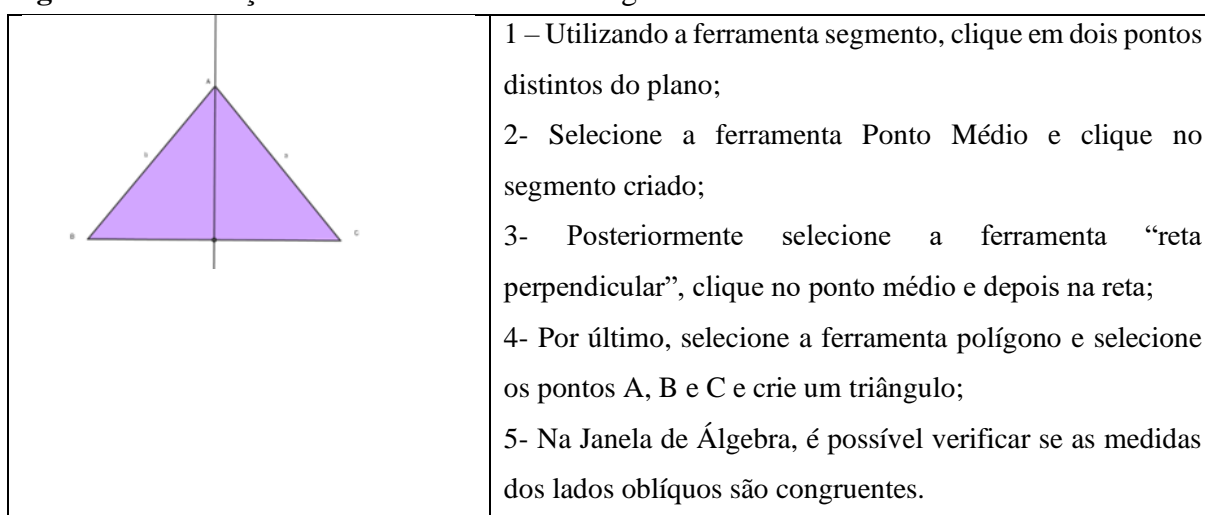 A
B
C
1 – Utilizando a ferramenta segmento, clique em dois pontos
distintos do plano;
2- Selecione a ferramenta Ponto Médio e clique no
segmento criado;
3- Posteriormente selecione a ferramenta “reta
perpendicular”, clique no ponto médio e depois na reta;
4- Por último, selecione a ferramenta polígono e selecione
os pontos A, B e C e crie um triângulo;
5- Na Janela de Álgebra, é possível verificar se as medidas
dos lados oblíquos são congruentes.